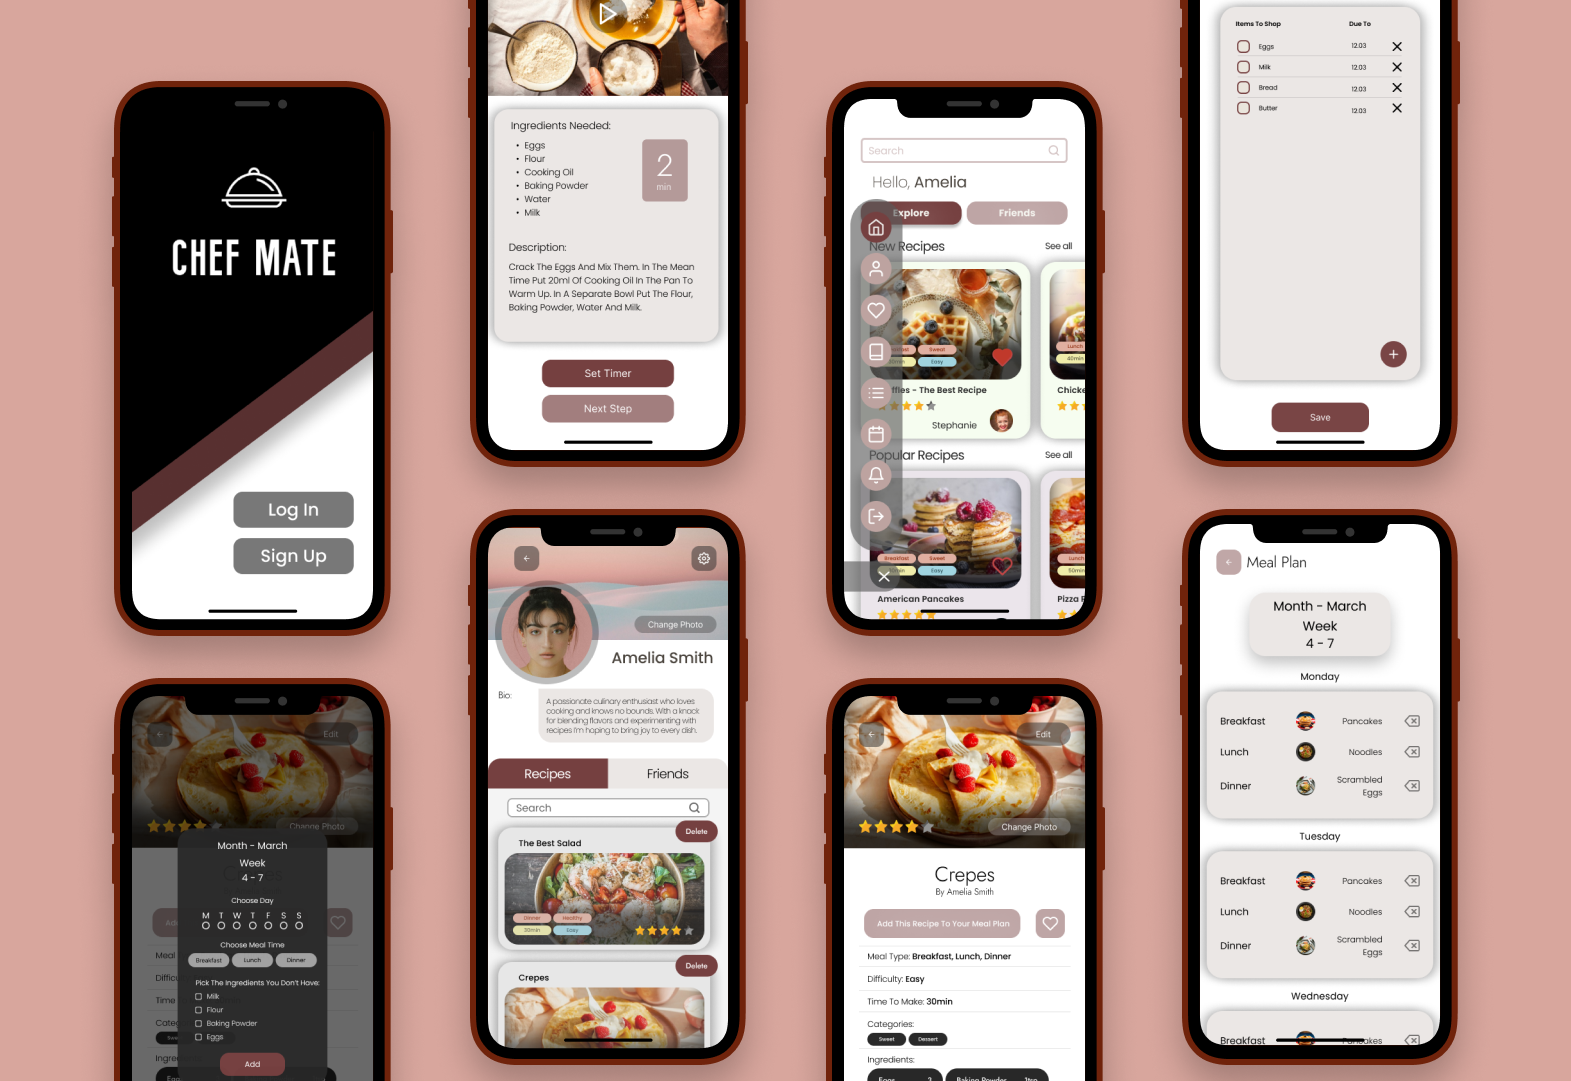 CHEF MATE
Log In
Sign Up
Edit
Change Photo
Month - March
Week
4 - 7
Choose Day
M T W T F S S
Choose Meal Time
Breakfast Lunch Dinner
Pick The Ingredients You Don't Have:
Milk
Flour
Baking Powder
Eggs
Add
Meal
Time
Ingredients Needed:
• Eggs
• Flour
• Cooking Oil
• Baking Powder
• Water
• Milk
2
min
Description:
Crack The Eggs And Mix Them. In The Mean
Time Put 20ml Of Cooking Oil In The Pan To
Warm Up. In A Separate Bowl Put The Flour,
Baking Powder, Water And Milk.
Set Timer
Next Step
Change Photo
Amelia Smith
Bio:
A passionate culinary enthusiast who loves
cooking and knows no bounds. With a knack
for blending flavors and experimenting with
recipes I'm hoping to bring joy to every dish.
Recipes Friends
Search
Delete
The Best Salad
Dinner Healthy
30min Easy
Delete
Crepes
Search
Hello, Amelia
Explore Friends
New Recipes See all
Sweet
Easy
Lunch
40min
ffles - The Best Recipe
Chicke
Stephanie
Popular Recipes See all
Breakfast Sweet
Easy
Lunch
50min
American Pancakes
Pizza
Edit
Change Photo
Crepes
By Amelia Smith
Add This Recipe To Your Meal Plan
Meal Type: Breakfast, Lunch, Dinner
Difficulty: Easy
Time To Make: 30min
Categories:
Sweet Dessert
Ingredients:
Eggs 2 Baking Powder 1tsp
Items To Shop Due To
Eggs 12.03
Milk 12.03
Bread 12.03
Butter 12.03
Save
Meal Plan
Month - March
Week
4 - 7
Monday
Breakfast Pancakes
Lunch Noodles
Dinner Scrambled
Eggs
Tuesday
Breakfast Pancakes
Lunch Noodles
Dinner Scrambled
Eggs
Wednesday
Breakfast Pancakes